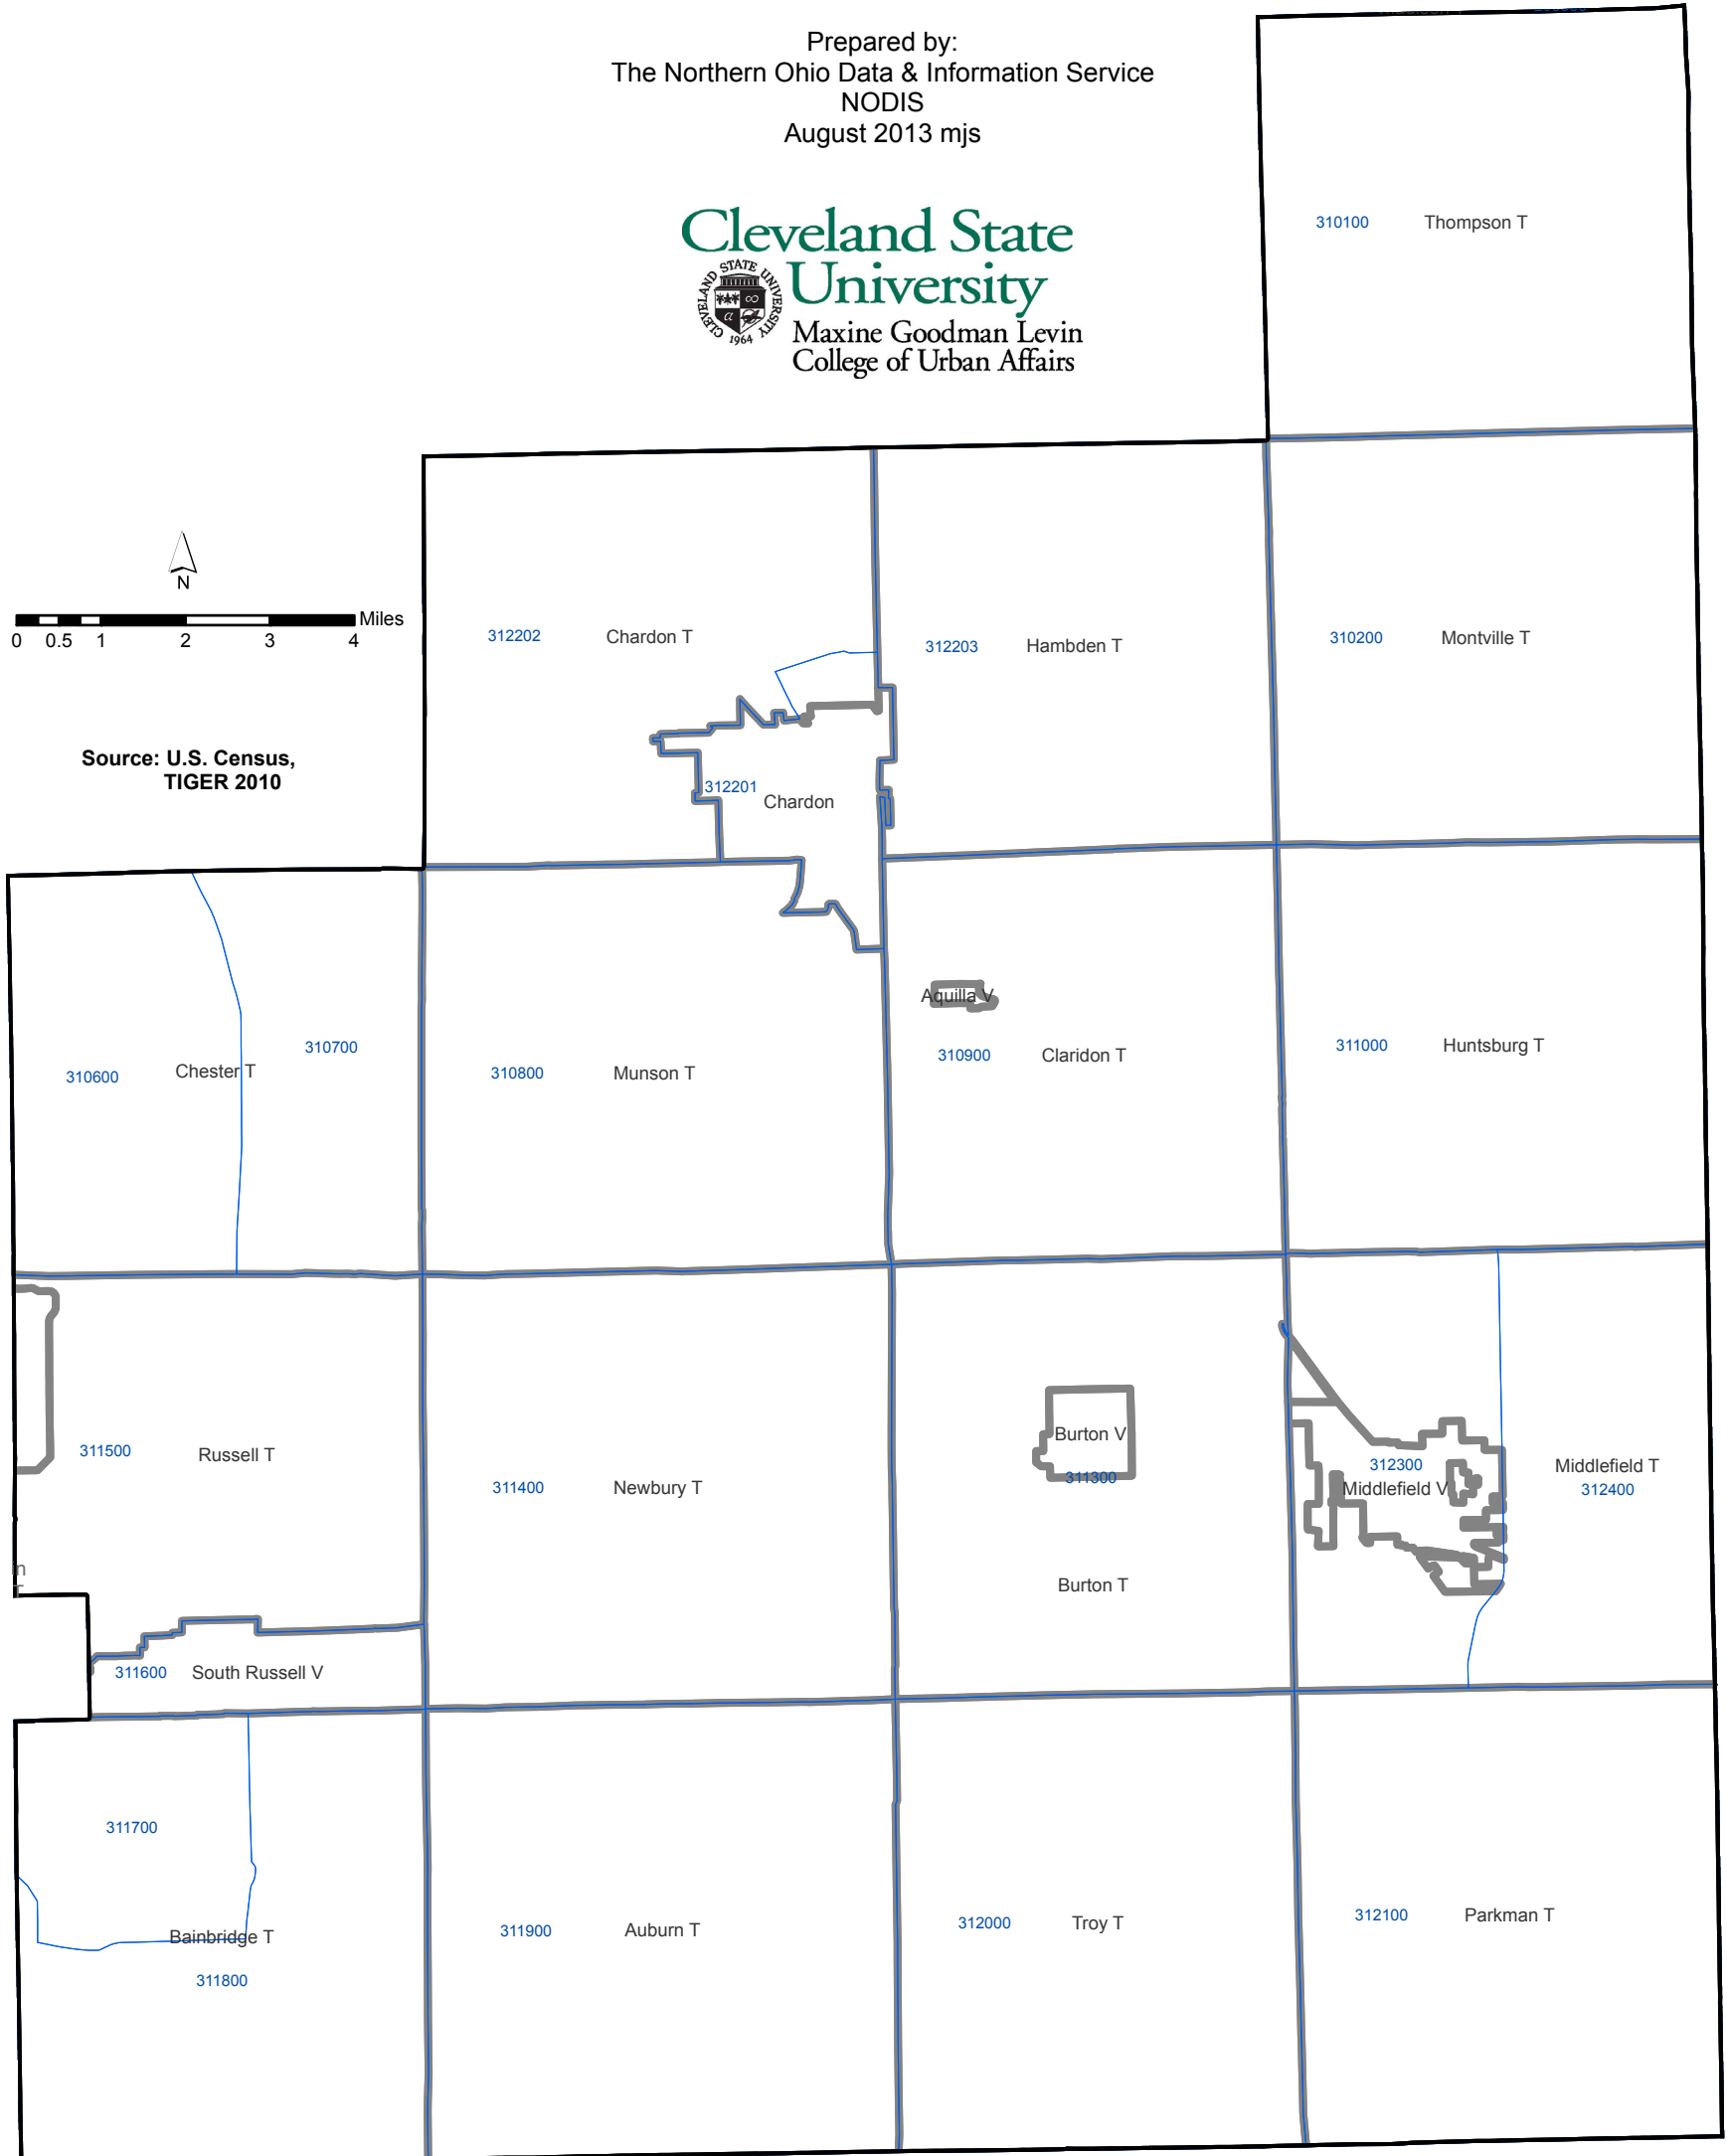 Prepared by:
The Northern Ohio Data & Information Service
NODIS
August 2013 mjs
Cleveland State
University
CLEVELAND STATE UNIVERSITY
1964
Maxine Goodman Levin
College of Urban Affairs
310100 Thompson T
N
Miles
0 0.5 1 2 3 4
Source: U.S. Census,
TIGER 2010
312202 Chardon T
312203 Hambden T
310200 Montville T
312201
Chardon
Aquilla V
310600
Chester T
310700
310800 Munson T
310900 Claridon T
311000 Huntsburg T
311500 Russell T
311400 Newbury T
Burton V
311300
Burton T
312300
Middlefield V
Middlefield T
312400
311600 South Russell V
311700
Bainbridge T
311800
311900 Auburn T
312000 Troy T
312100 Parkman T